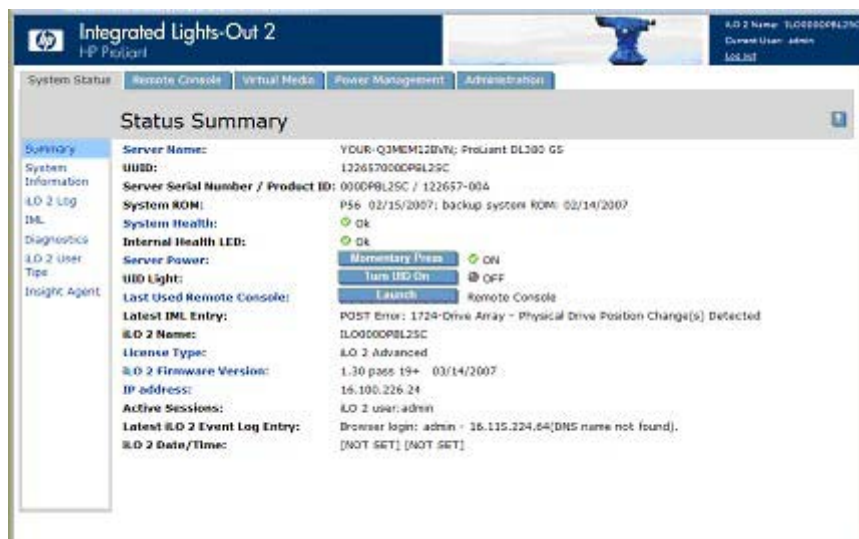 hp Integrated Lights-Out 2
HP ProLiant
iLO 2 Name:
Current User: admin
Log out
System Status Remote Console Virtual Media Power Management Administration
Status Summary
Summary
System Information
iLO 2 Log
IML
Diagnostics
iLO 2 User Tips
Insight Agent
Server Name: YOUR-Q3MEM12BVN; ProLiant DL380 G5
UUID: 122657000DP8L2SC
Server Serial Number / Product ID: 000DP8L2SC / 122657-00A
System ROM: P56 02/15/2007; backup system ROM: 02/14/2007
System Health: Ok
Internal Health LED: Ok
Server Power: Momentary Press ON
UID Light: Turn UID On OFF
Last Used Remote Console: Launch Remote Console
Latest IML Entry: POST Error: 1724-Drive Array - Physical Drive Position Change(s) Detected
iLO 2 Name: ILO000DP8L2SC
License Type: iLO 2 Advanced
iLO 2 Firmware Version: 1.30 pass 19+ 03/14/2007
IP address: 16.100.226.24
Active Sessions: iLO 2 user:admin
Latest iLO 2 Event Log Entry: Browser login: admin - 16.115.224.64(DNS name not found).
iLO 2 Date/Time: [NOT SET] [NOT SET]